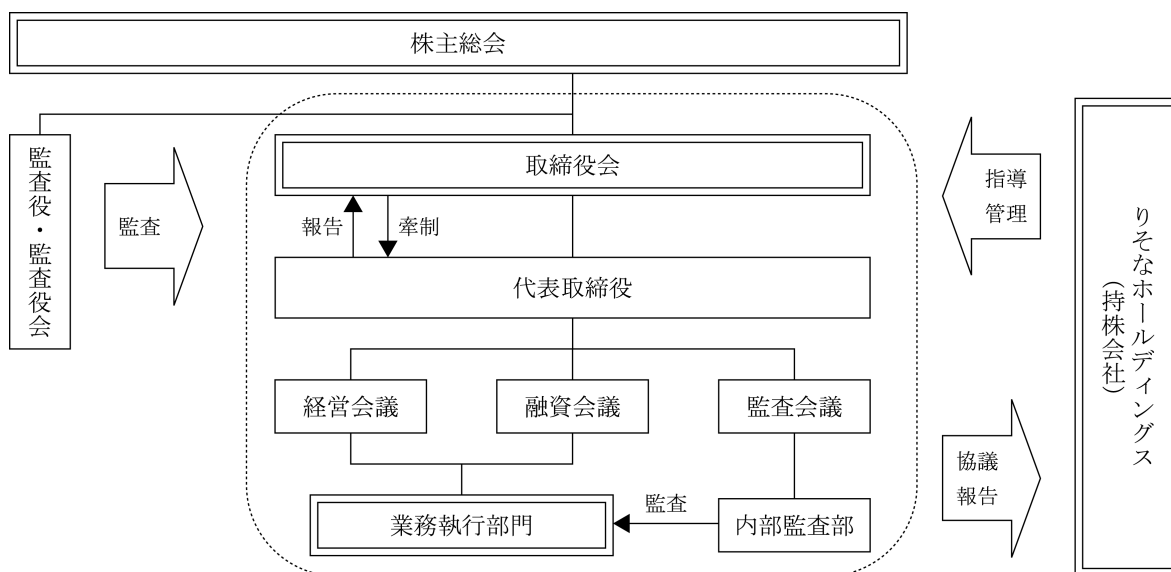 株主総会
監査役・監査役会
監査
取締役会
報告
牽制
代表取締役
経営会議
融資会議
監査会議
業務執行部門
監査
内部監査部
指導
管理
協議
報告
りそなホールディングス
（持株会社）